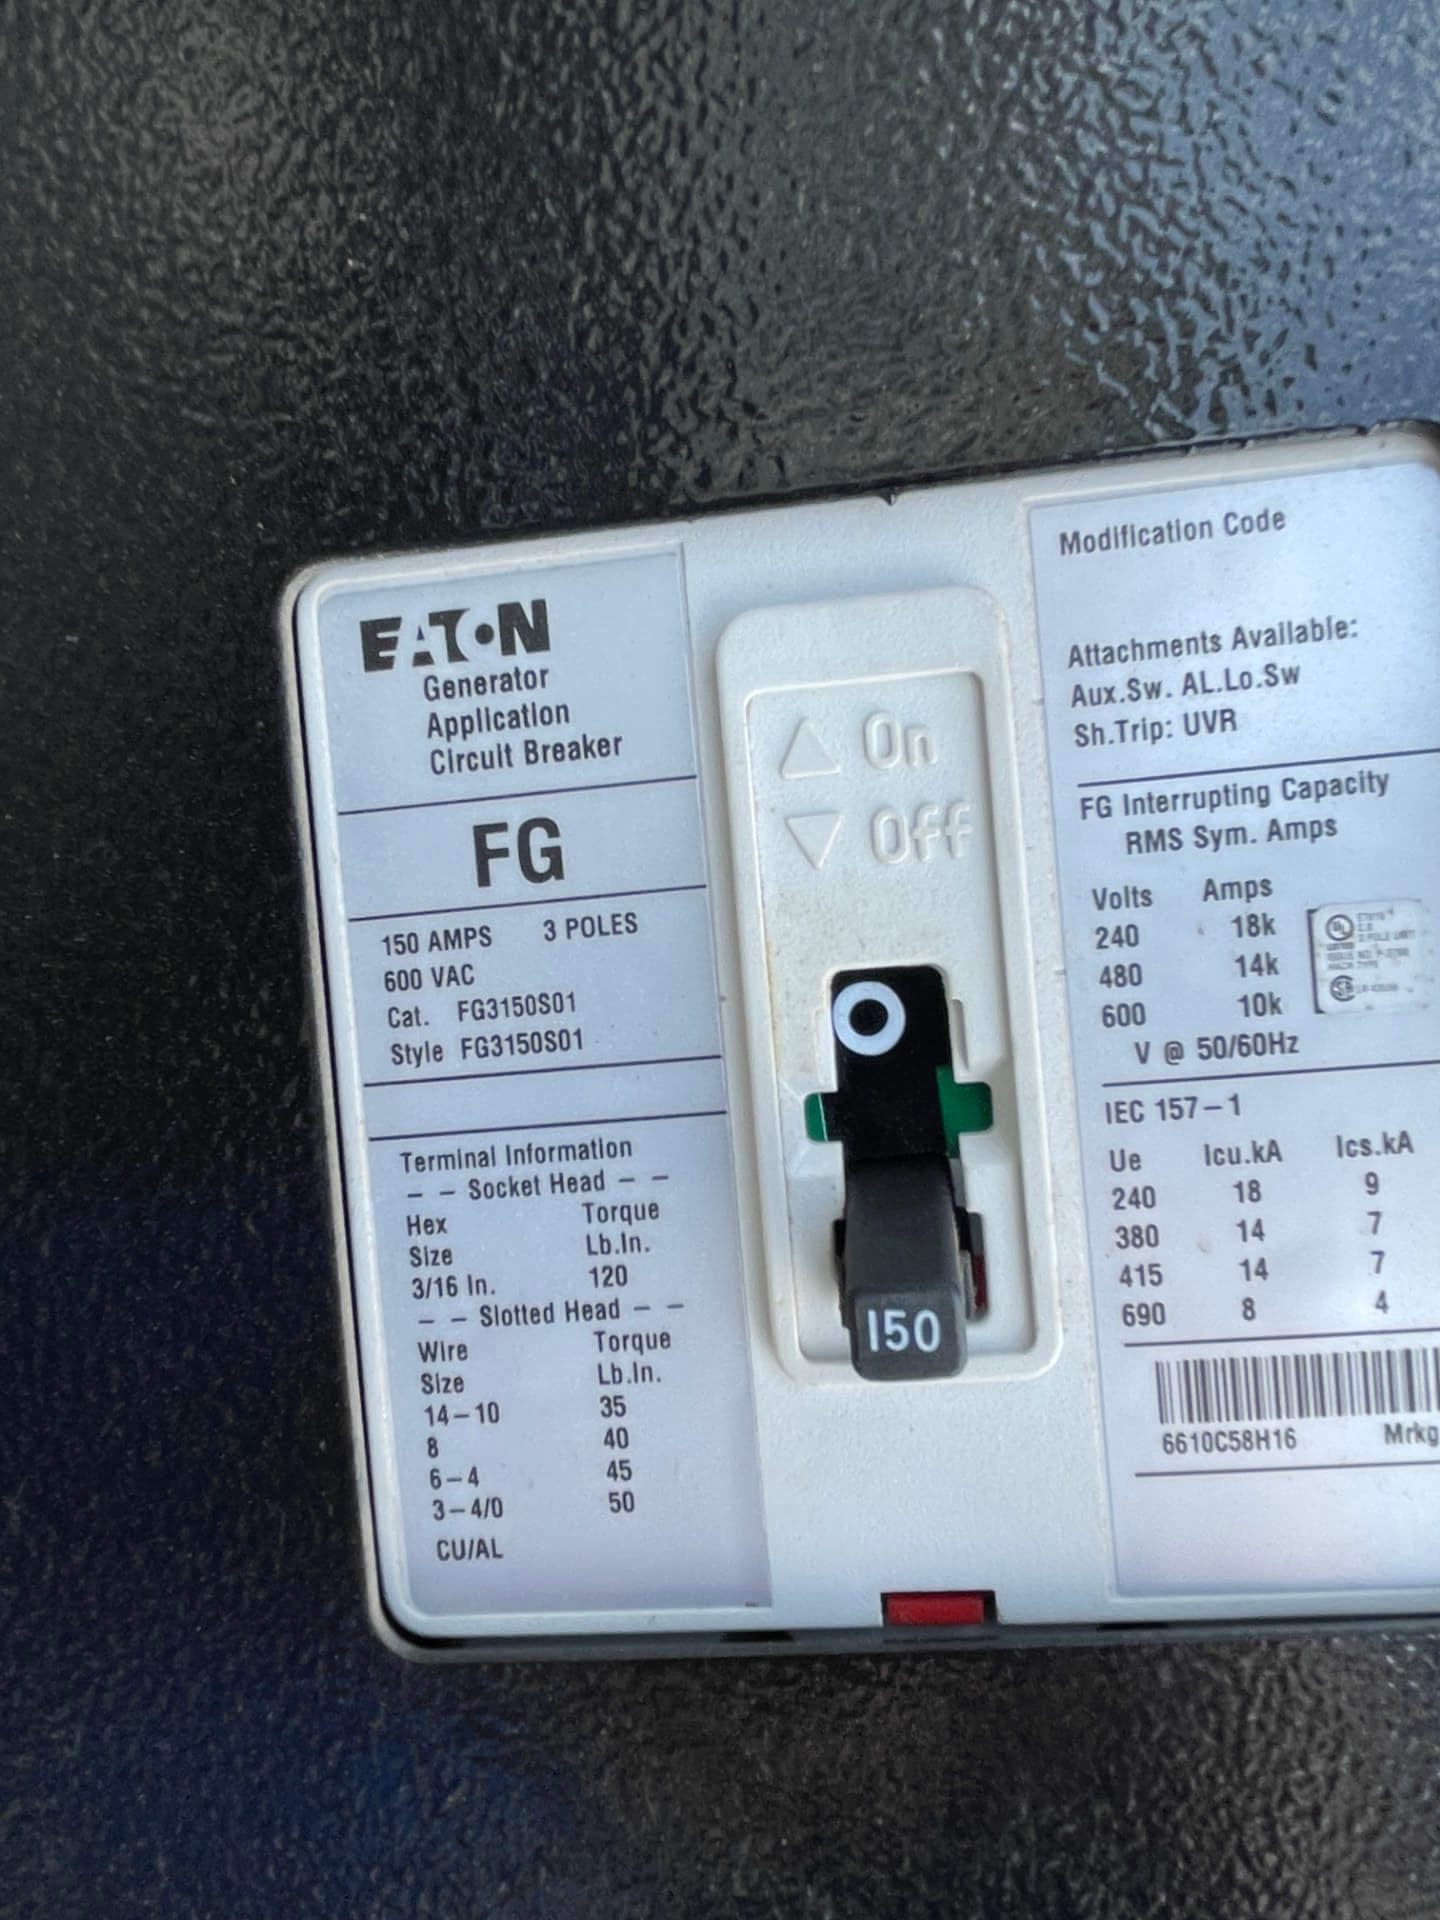 EATON
Generator
Application
Circuit Breaker
FG
150 AMPS 3 POLES
600 VAC
Cat. FG3150S01
Style FG3150S01
Terminal Information
– – Socket Head – –
Hex Torque
Size Lb.In.
3/16 In. 120
– – Slotted Head – –
Wire Torque
Size Lb.In.
14–10 35
8 40
6–4 45
3–4/0 50
CU/AL
On
Off
150
Modification Code
Attachments Available:
Aux.Sw. AL.Lo.Sw
Sh.Trip: UVR
FG Interrupting Capacity
RMS Sym. Amps
Volts Amps
240 18k
480 14k
600 10k
V @ 50/60Hz
UL
IEC 157–1
Ue Icu.kA Ics.kA
240 18 9
380 14 7
415 14 7
690 8 4
6610C58H16 Mrkg